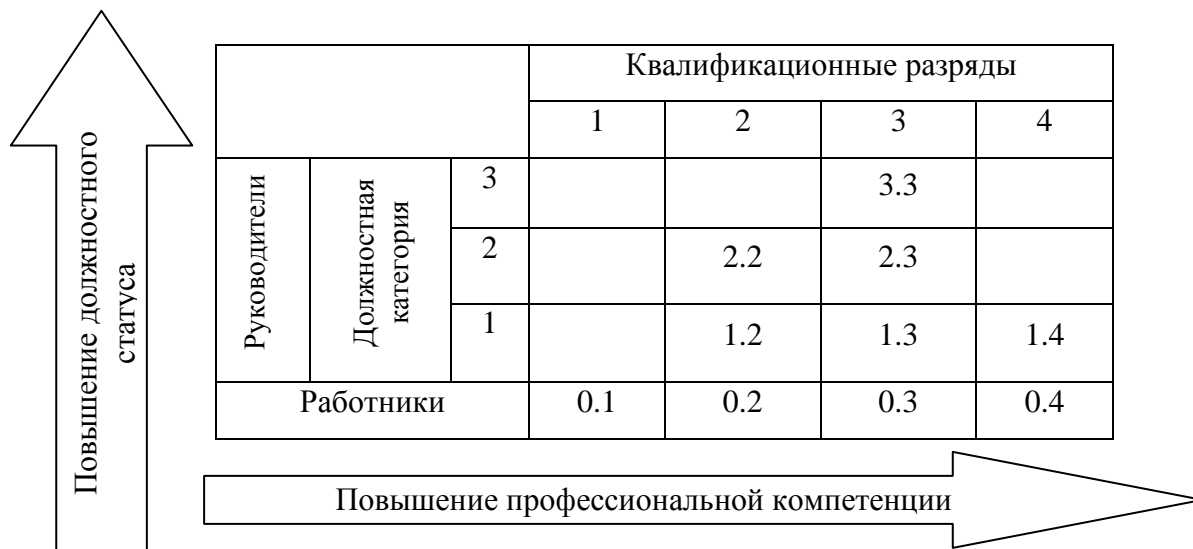 Повышение должностного
статуса
Квалификационные разряды
1 2 3 4
Руководители
Должностная
категория
3 3.3
2 2.2 2.3
1 1.2 1.3 1.4
Работники 0.1 0.2 0.3 0.4
Повышение профессиональной компетенции